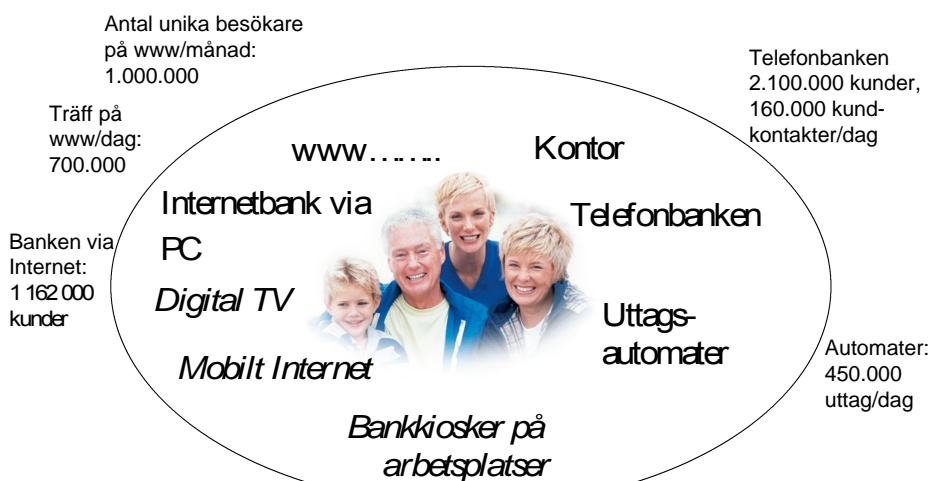 Antal unika besökare
på www/månad:
1.000.000
Träff på
www/dag:
700.000
Banken via
Internet:
1 162 000
kunder
www……..
Internetbank via
PC
Digital TV
Mobilt Internet
Bankkiosker på
arbetsplatser
Kontor
Telefonbanken
Uttags-
automater
Telefonbanken
2.100.000 kunder,
160.000 kund-
kontakter/dag
Automater:
450.000
uttag/dag